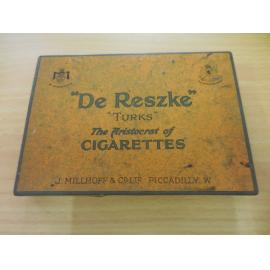 "De Reszke"
"TURKS"
The Aristocrat of
CIGARETTES
J. MILLHOFF & CO LTD. PICCADILLY, W.